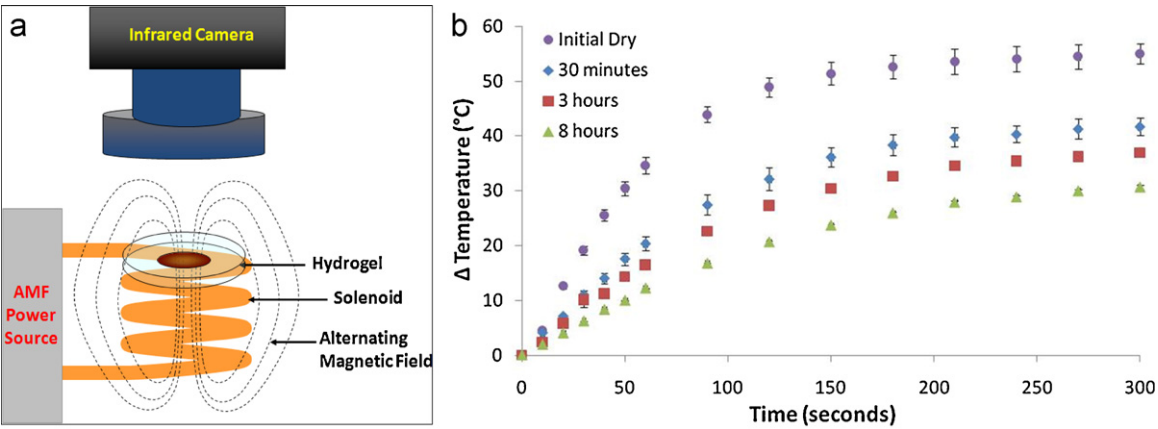 a
Infrared Camera
AMF
Power
Source
Hydrogel
Solenoid
Alternating
Magnetic Field
b
60
50
40
30
20
10
0
Δ Temperature (°C)
Initial Dry
30 minutes
3 hours
8 hours
0
50
100
150
200
250
300
Time (seconds)